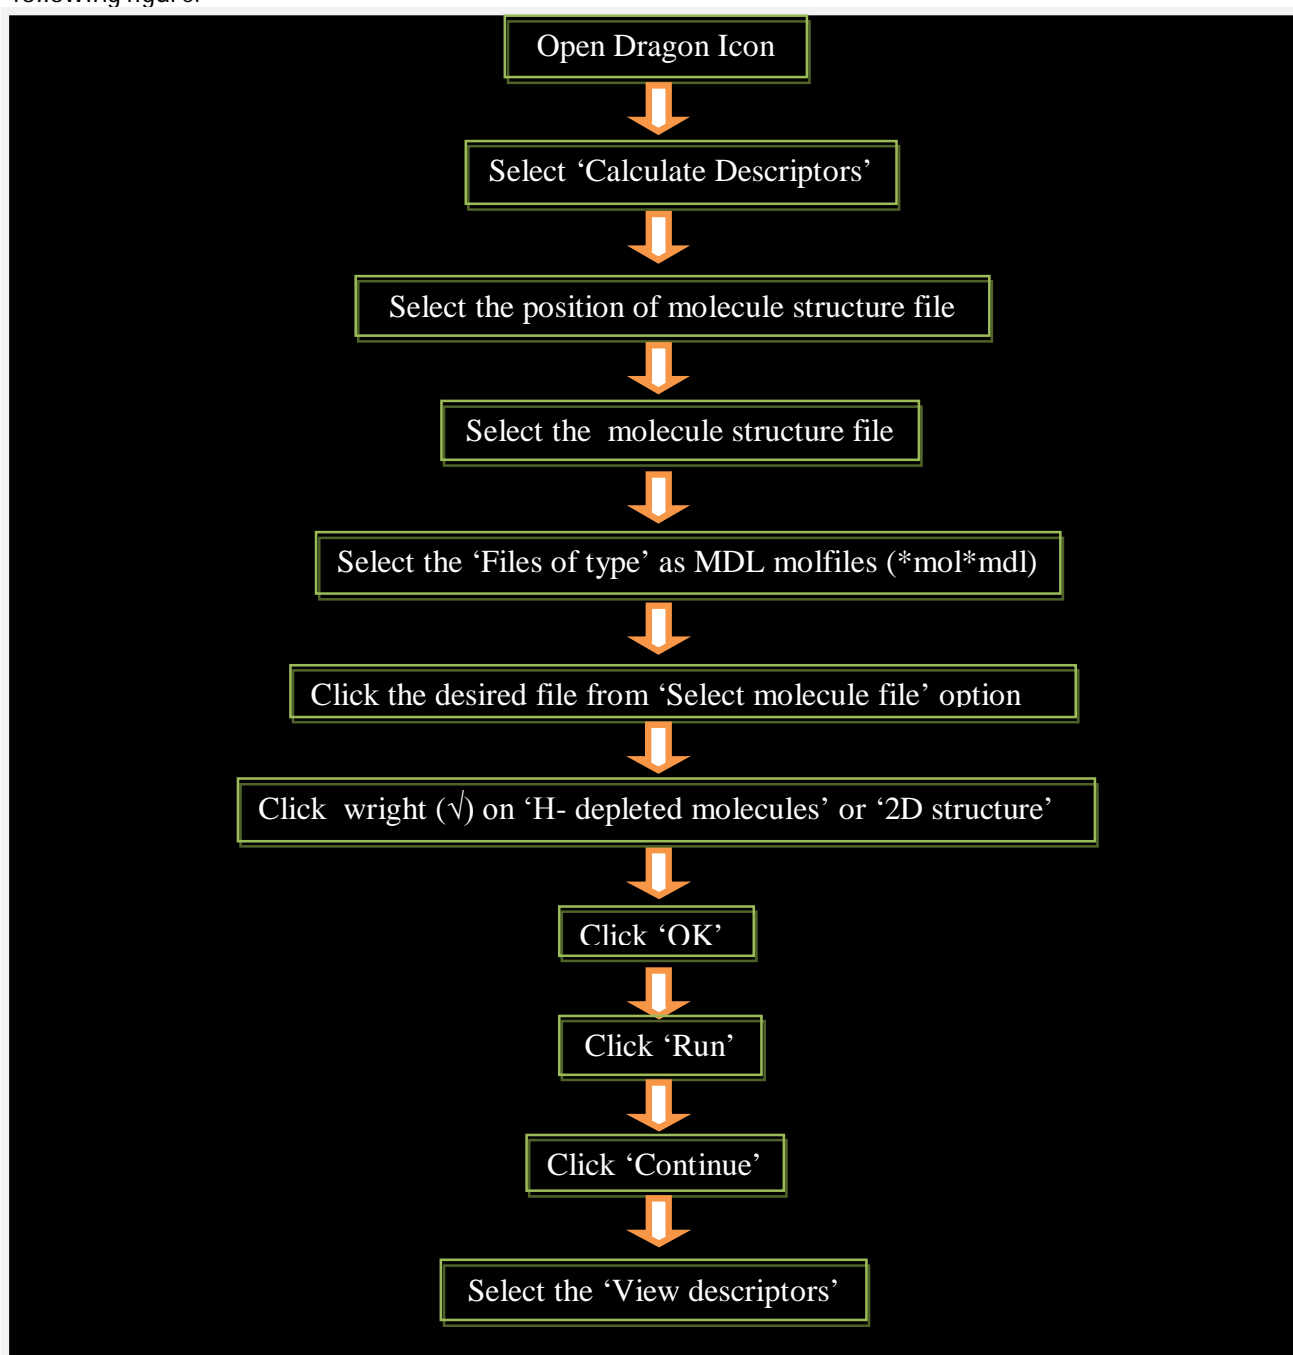 following figure.
Open Dragon Icon
Select ‘Calculate Descriptors’
Select the position of molecule structure file
Select the molecule structure file
Select the ‘Files of type’ as MDL molfiles (*mol*mdl)
Click the desired file from ‘Select molecule file’ option
Click wright (√) on ‘H- depleted molecules’ or ‘2D structure’
Click ‘OK’
Click ‘Run’
Click ‘Continue’
Select the ‘View descriptors’